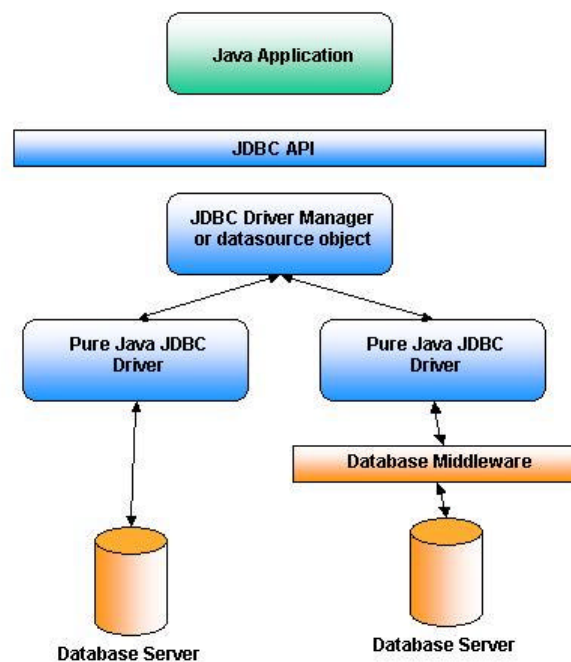 Java Application
JDBC API
JDBC Driver Manager
or datasource object
Pure Java JDBC
Driver
Pure Java JDBC
Driver
Database Middleware
Database Server
Database Server